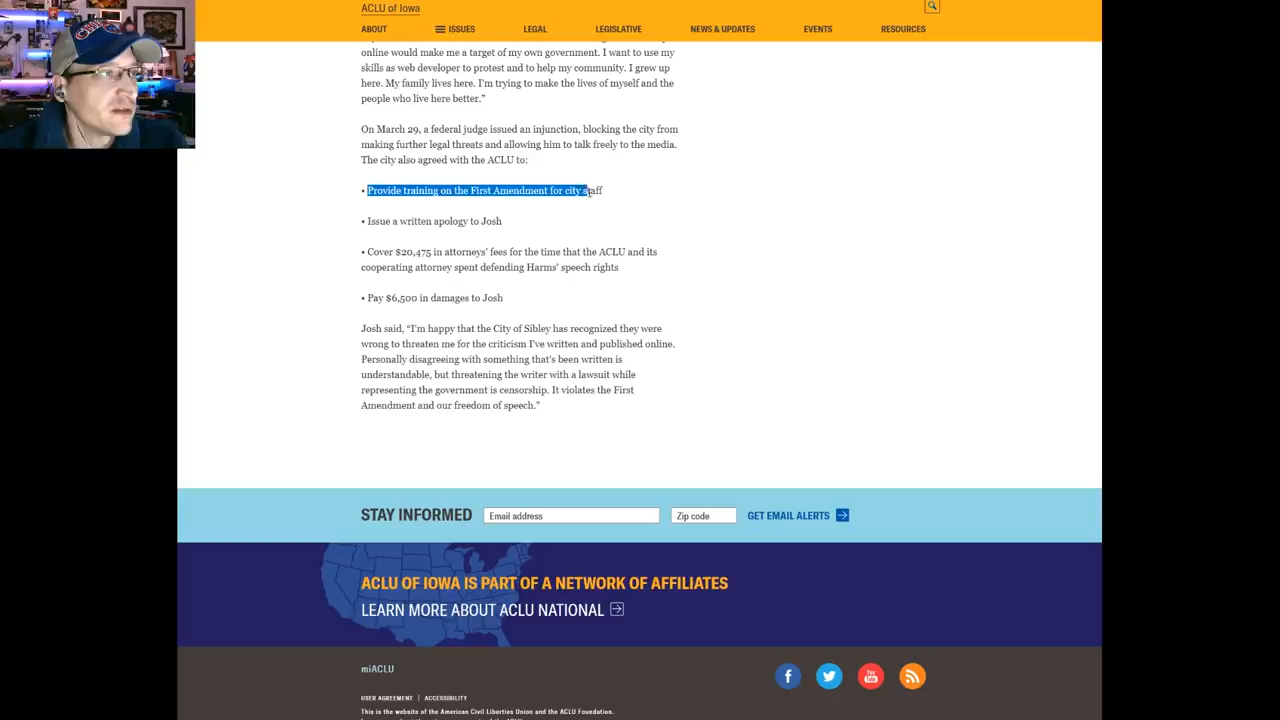 ACLU of Iowa
ABOUT
ISSUES
LEGAL
LEGISLATIVE
NEWS & UPDATES
EVENTS
RESOURCES
online would make me a target of my own government. I want to use my
skills as web developer to protest and to help my community. I grew up
here. My family lives here. I'm trying to make the lives of myself and the
people who live here better."
On March 29, a federal judge issued an injunction, blocking the city from
making further legal threats and allowing him to talk freely to the media.
The city also agreed with the ACLU to:
• Provide training on the First Amendment for city staff
• Issue a written apology to Josh
• Cover $20,475 in attorneys' fees for the time that the ACLU and its
cooperating attorney spent defending Harms' speech rights
• Pay $6,500 in damages to Josh
Josh said, "I'm happy that the City of Sibley has recognized they were
wrong to threaten me for the criticism I've written and published online.
Personally disagreeing with something that's been written is
understandable, but threatening the writer with a lawsuit while
representing the government is censorship. It violates the First
Amendment and our freedom of speech."
STAY INFORMED
Email address
Zip code
GET EMAIL ALERTS
ACLU OF IOWA IS PART OF A NETWORK OF AFFILIATES
LEARN MORE ABOUT ACLU NATIONAL
miACLU
USER AGREEMENT | ACCESSIBILITY
This is the website of the American Civil Liberties Union and the ACLU Foundation.